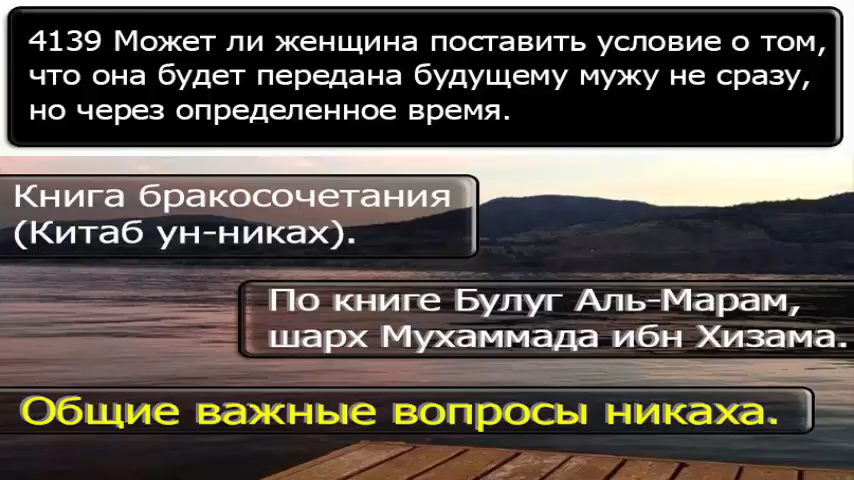 4139 Может ли женщина поставить условие о том,
что она будет передана будущему мужу не сразу,
но через определенное время.
Книга бракосочетания
(Китаб ун-никах).
По книге Булуг Аль-Марам,
шарх Мухаммада ибн Хизама.
Общие важные вопросы никаха.